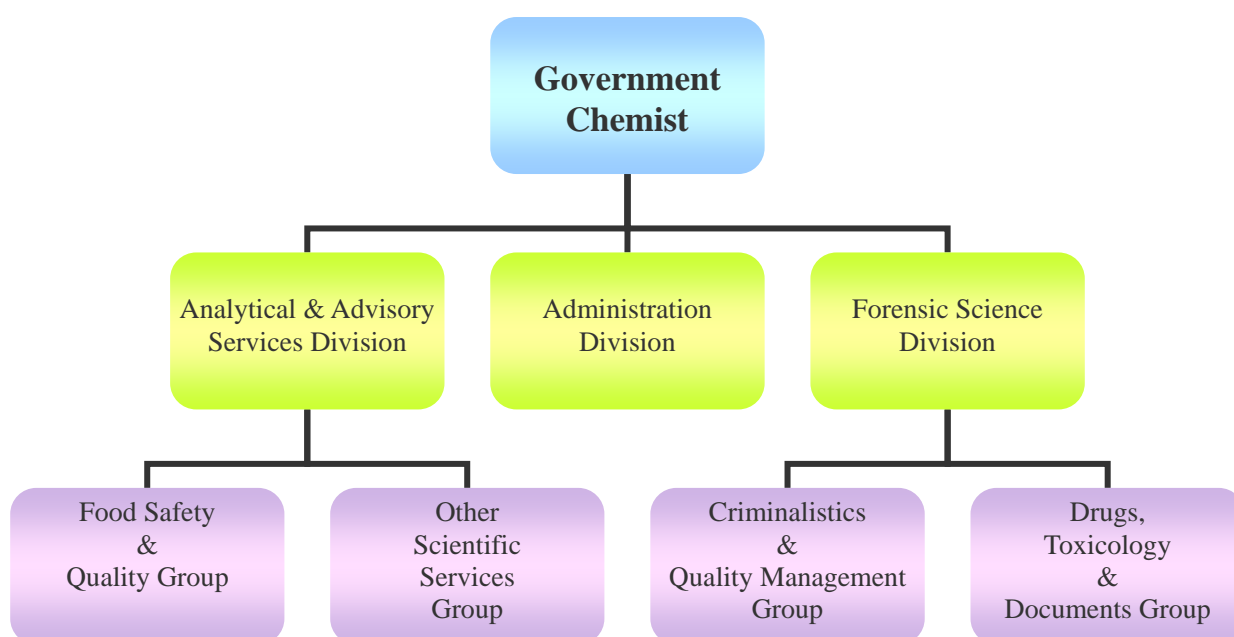 Government
Chemist
Analytical & Advisory
Services Division
Administration
Division
Forensic Science
Division
Food Safety
&
Quality Group
Other
Scientific
Services
Group
Criminalistics
&
Quality Management
Group
Drugs,
Toxicology
&
Documents Group